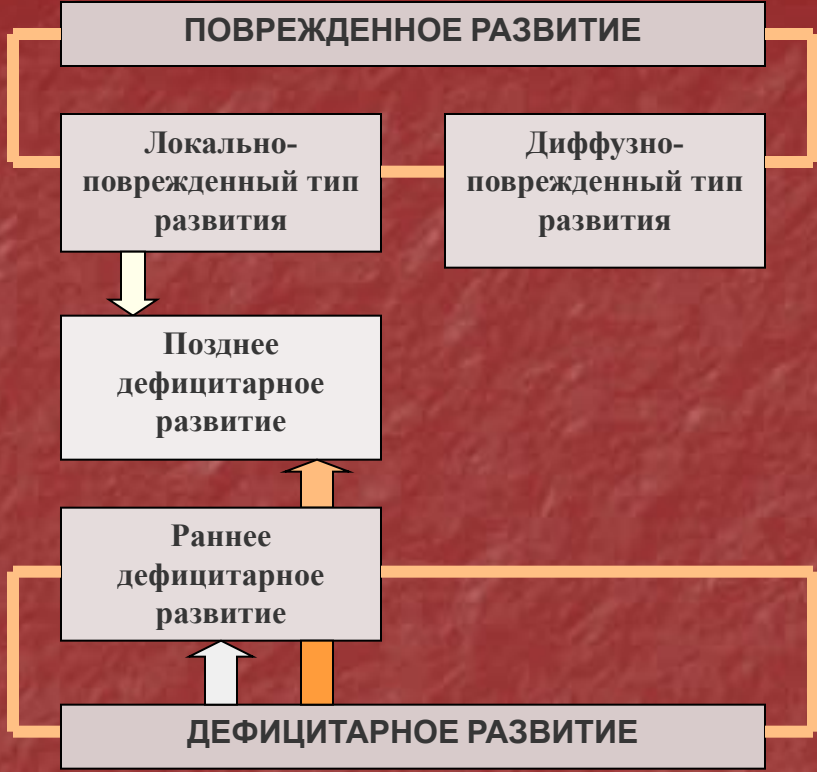 ПОВРЕЖДЕННОЕ РАЗВИТИЕ
Локально-
поврежденный тип
развития
Диффузно-
поврежденный тип
развития
Позднее
дефицитарное
развитие
Раннее
дефицитарное
развитие
ДЕФИЦИТАРНОЕ РАЗВИТИЕ